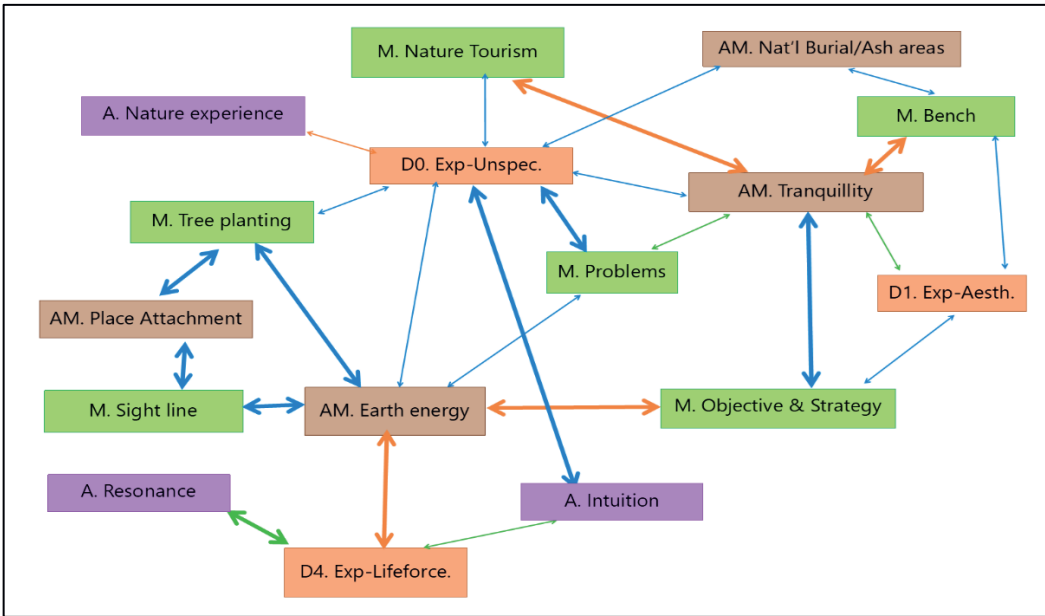 M. Nature Tourism
AM. Nat'l Burial/Ash areas
A. Nature experience
M. Bench
D0. Exp-Unspec.
AM. Tranquillity
M. Tree planting
M. Problems
D1. Exp-Aesth.
AM. Place Attachment
M. Sight line
AM. Earth energy
M. Objective & Strategy
A. Resonance
A. Intuition
D4. Exp-Lifeforce.